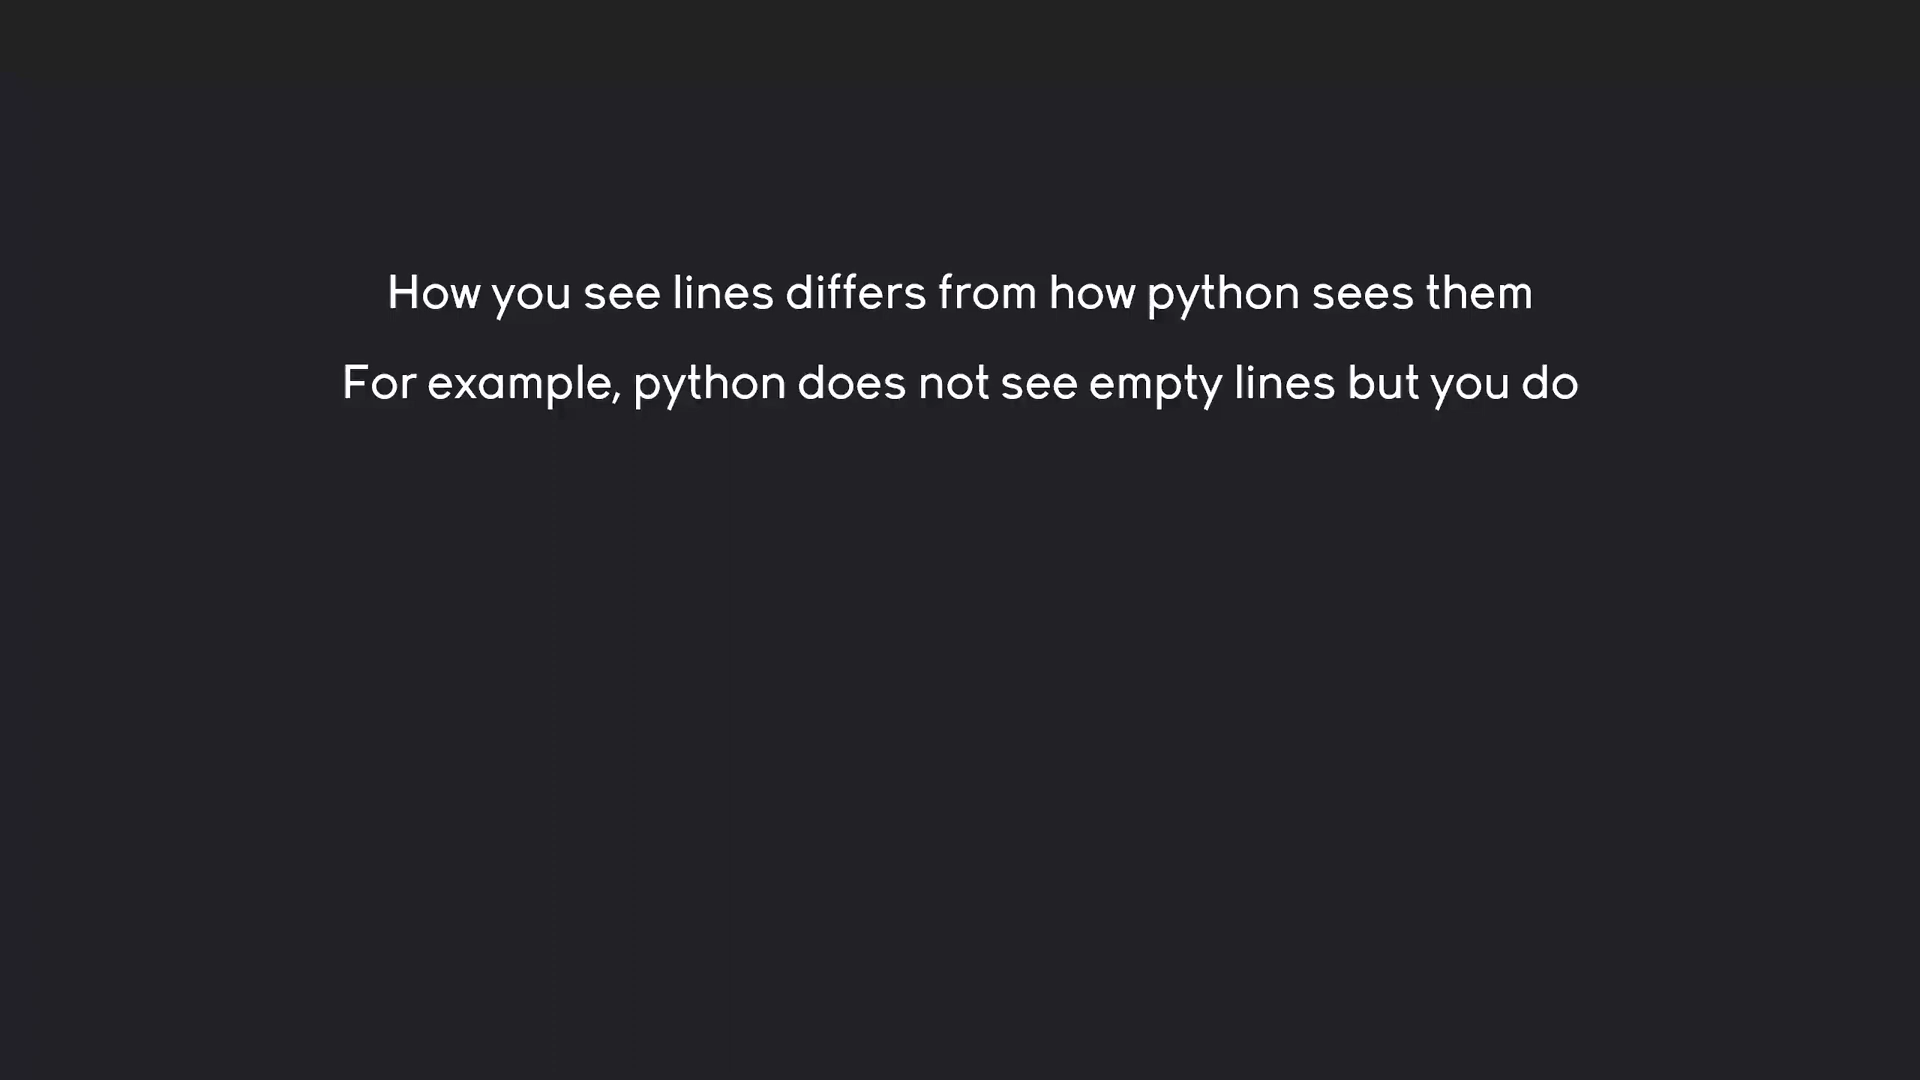 How you see lines differs from how python sees them
For example, python does not see empty lines but you do